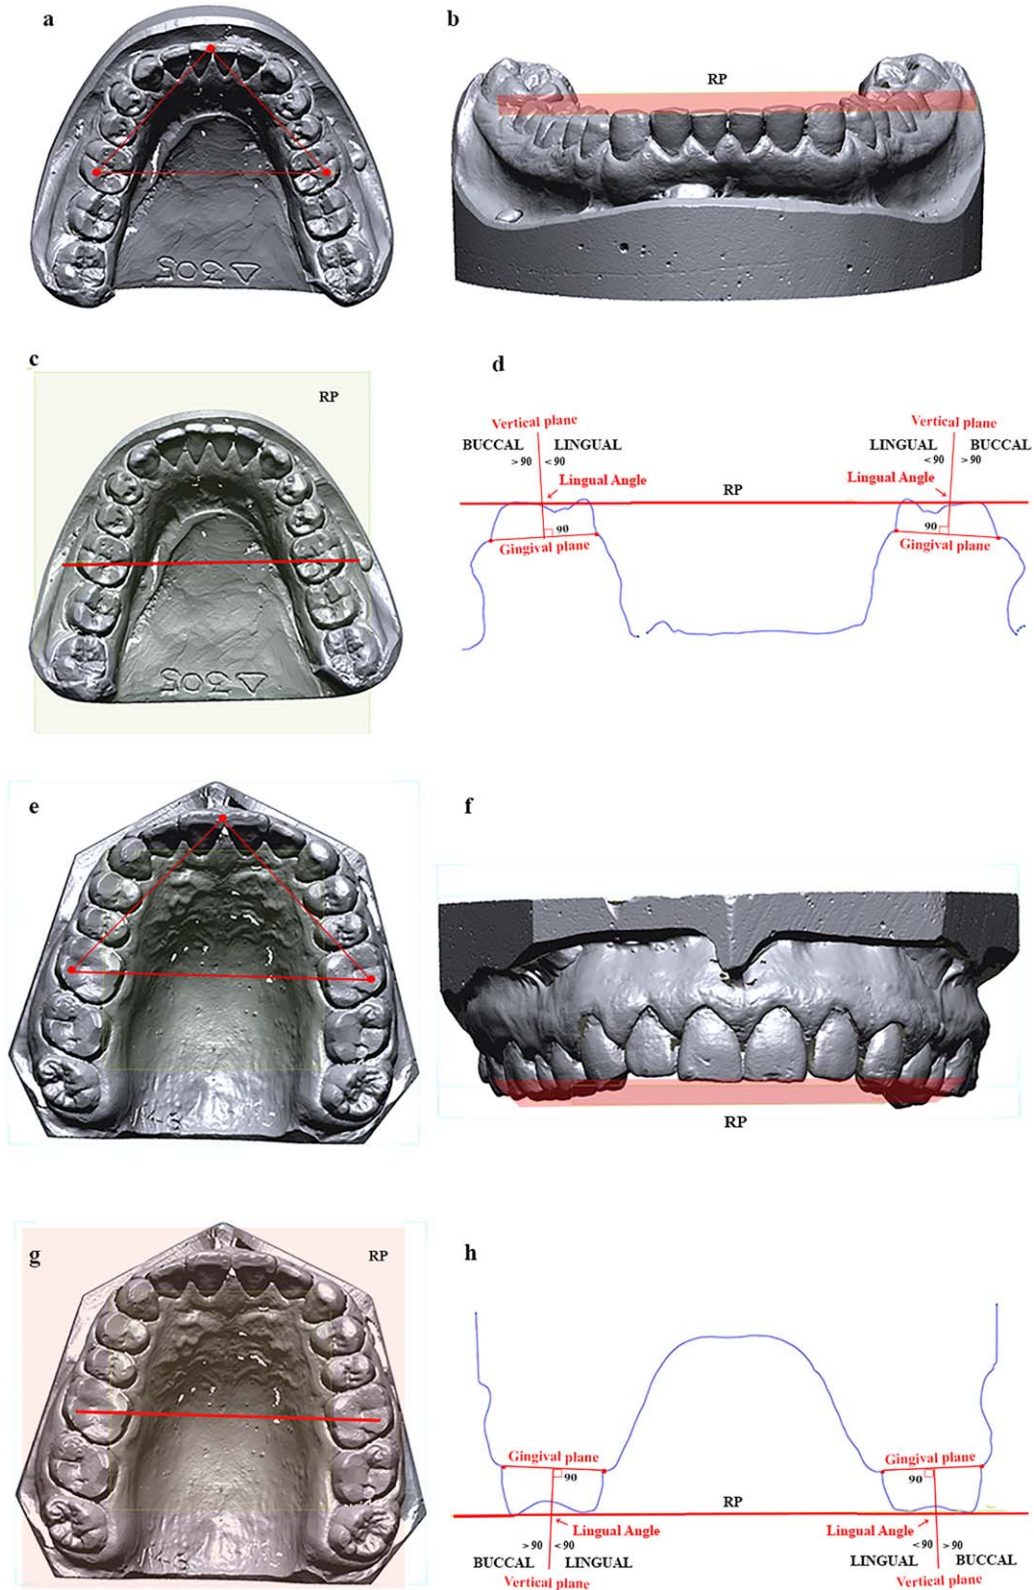 a
b
RP
Δ305
c
RP
Δ305
d
Vertical plane
BUCCAL LINGUAL
> 90 < 90
Lingual Angle
RP
90
Gingival plane
Vertical plane
LINGUAL BUCCAL
< 90 > 90
Lingual Angle
90
Gingival plane
e
f
RP
g
RP
h
Gingival plane
90
RP
Lingual Angle
> 90 < 90
BUCCAL LINGUAL
Vertical plane
Gingival plane
90
Lingual Angle
< 90 > 90
LINGUAL BUCCAL
Vertical plane